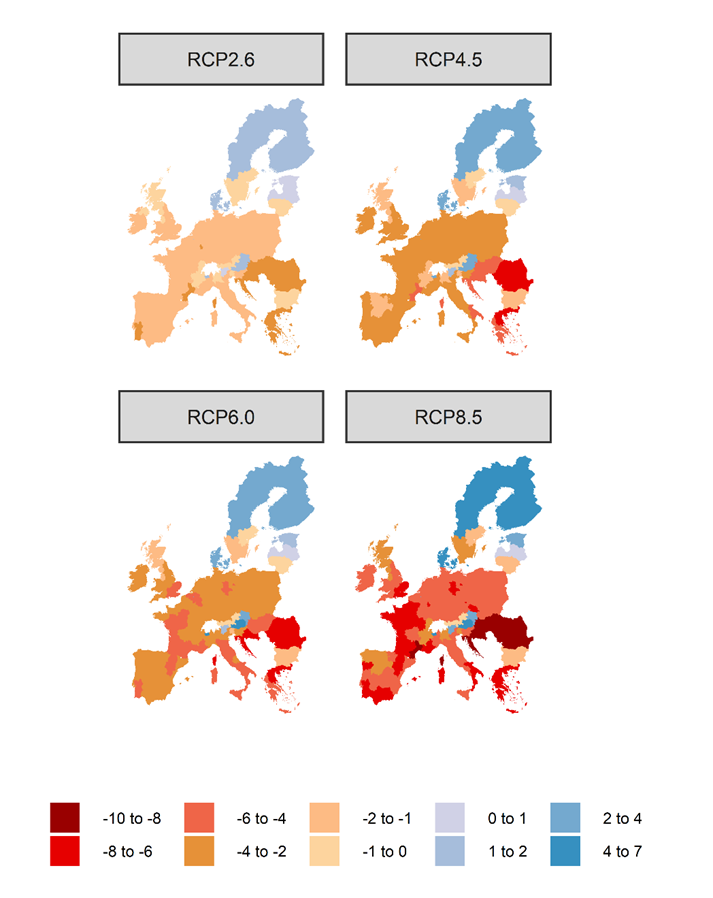 RCP2.6 RCP4.5
RCP6.0 RCP8.5
-10 to -8 -6 to -4 -2 to -1 0 to 1 2 to 4
-8 to -6 -4 to -2 -1 to 0 1 to 2 4 to 7